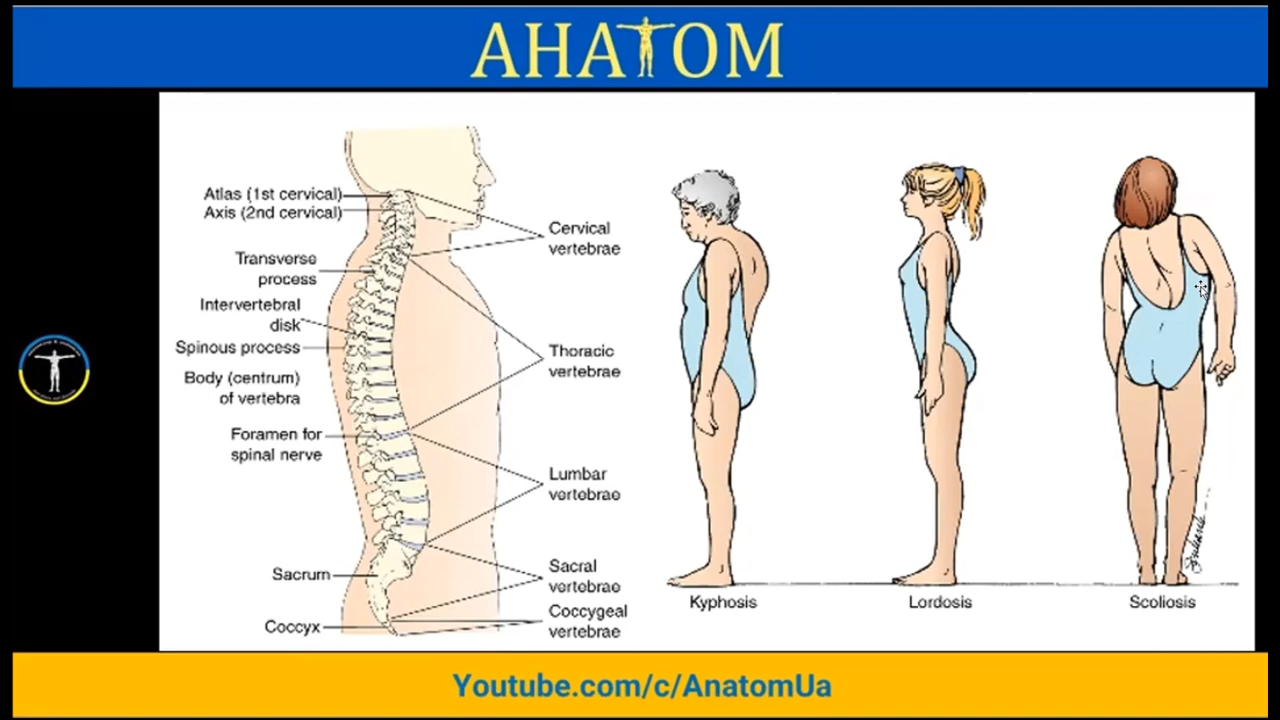 АНАТОМ
Atlas (1st cervical)
Axis (2nd cervical)
Transverse
process
Intervertebral
disk
Spinous process
Body (centrum)
of vertebra
Foramen for
spinal nerve
Sacrum
Coccyx
Cervical
vertebrae
Thoracic
vertebrae
Lumbar
vertebrae
Sacral
vertebrae
Coccygeal
vertebrae
Kyphosis
Lordosis
Scoliosis
Youtube.com/c/AnatomUa